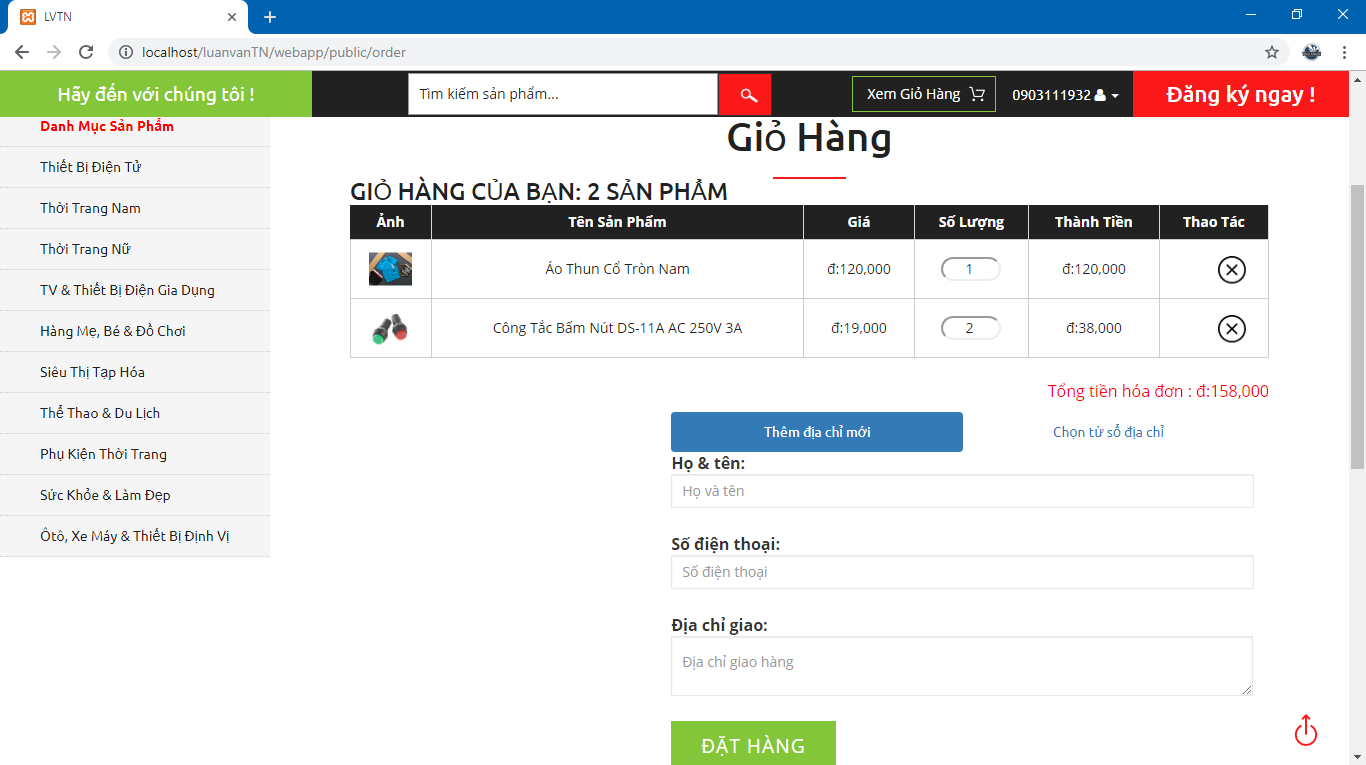 LVTN
localhost/luanvanTN/webapp/public/order
Hãy đến với chúng tôi !
Tìm kiếm sản phẩm...
Xem Giỏ Hàng
0903111932
Đăng ký ngay !
Danh Mục Sản Phẩm
Thiết Bị Điện Tử
Thời Trang Nam
Thời Trang Nữ
TV & Thiết Bị Điện Gia Dụng
Hàng Mẹ, Bé & Đồ Chơi
Siêu Thị Tạp Hóa
Thể Thao & Du Lịch
Phụ Kiện Thời Trang
Sức Khỏe & Làm Đẹp
Ôtô, Xe Máy & Thiết Bị Định Vị
Giỏ Hàng
GIỎ HÀNG CỦA BẠN: 2 SẢN PHẨM
Ảnh Tên Sản Phẩm Giá Số Lượng Thành Tiền Thao Tác
Áo Thun Cổ Tròn Nam đ:120,000 1 đ:120,000
Công Tắc Bấm Nút DS-11A AC 250V 3A đ:19,000 2 đ:38,000
Tổng tiền hóa đơn : đ:158,000
Thêm địa chỉ mới Chọn từ sổ địa chỉ
Họ & tên:
Họ và tên
Số điện thoại:
Số điện thoại
Địa chỉ giao:
Địa chỉ giao hàng
ĐẶT HÀNG